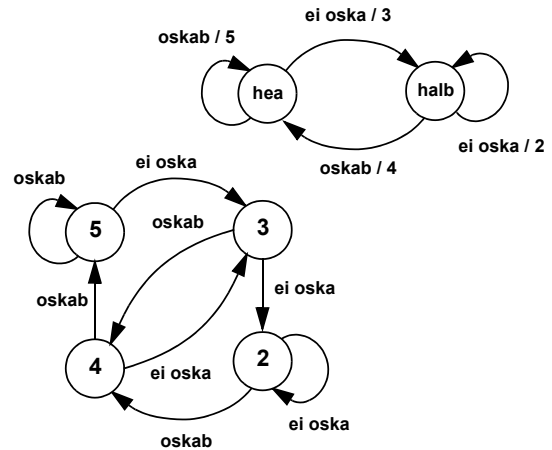 oskab / 5
ei oska / 3
hea
halb
ei oska / 2
oskab / 4
oskab
ei oska
5
oskab
3
oskab
ei oska
4
ei oska
2
oskab
ei oska